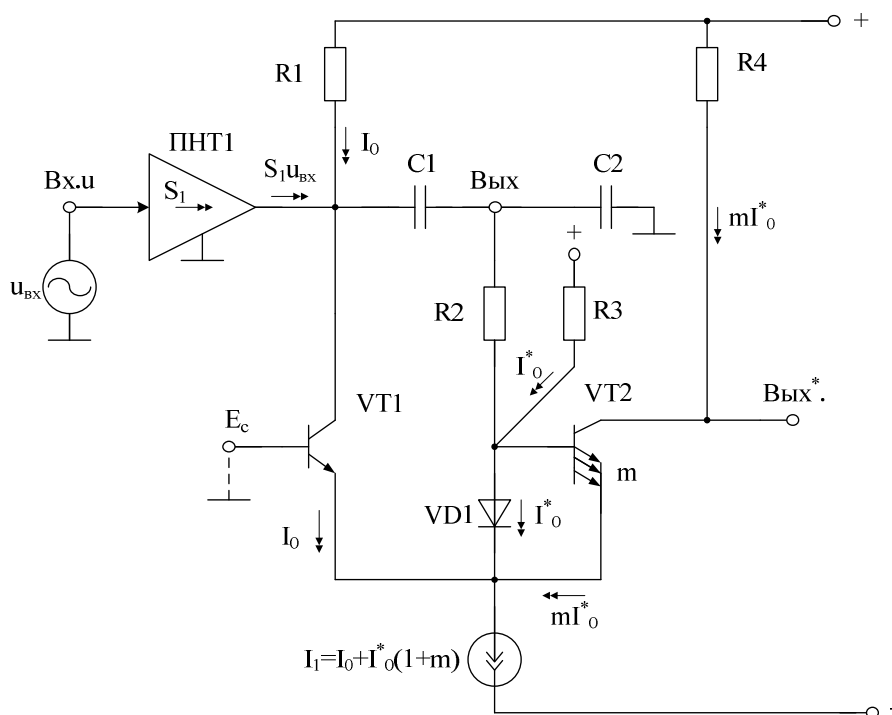 +
R1
R4
ПНТ1
I₀
S₁uвх
C1
Вых
C2
Вх.u
S₁
mI*₀
+
uвх
R2
R3
I*₀
VT1
VT2
Вых*.
Eс
m
VD1
I*₀
I₀
mI*₀
I₁=I₀+I*₀(1+m)
-